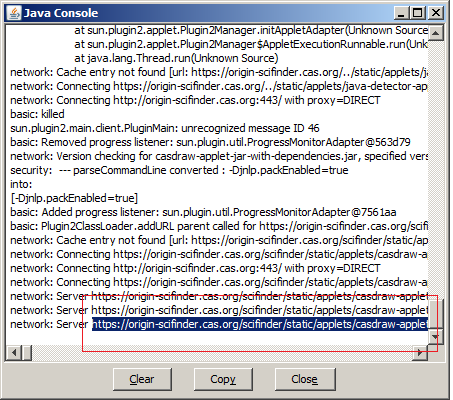 Java Console
at sun.plugin2.applet.Plugin2Manager.initAppletAdapter(Unknown Source)
at sun.plugin2.applet.Plugin2Manager$AppletExecutionRunnable.run(Unk
at java.lang.Thread.run(Unknown Source)
network: Cache entry not found [url: https://origin-scifinder.cas.org/../static/applets/ja
network: Connecting https://origin-scifinder.cas.org/../static/applets/java-detector-ap
network: Connecting http://origin-scifinder.cas.org:443/ with proxy=DIRECT
basic: killed
sun.plugin2.main.client.PluginMain: unrecognized message ID 46
basic: Removed progress listener: sun.plugin.util.ProgressMonitorAdapter@563d79
network: Version checking for casdraw-applet-jar-with-dependencies.jar, specified vers
security:  --- parseCommandLine converted : -Djnlp.packEnabled=true
into:
[-Djnlp.packEnabled=true]
basic: Added progress listener: sun.plugin.util.ProgressMonitorAdapter@7561aa
basic: Plugin2ClassLoader.addURL parent called for https://origin-scifinder.cas.org/scif
network: Cache entry not found [url: https://origin-scifinder.cas.org/scifinder/static/ap
network: Connecting https://origin-scifinder.cas.org/scifinder/static/applets/casdraw-a
network: Connecting http://origin-scifinder.cas.org:443/ with proxy=DIRECT
network: Connecting https://origin-scifinder.cas.org/scifinder/static/applets/casdraw-a
network: Server https://origin-scifinder.cas.org/scifinder/static/applets/casdraw-applet
network: Server https://origin-scifinder.cas.org/scifinder/static/applets/casdraw-applet
network: Server https://origin-scifinder.cas.org/scifinder/static/applets/casdraw-applet
Clear
Copy
Close